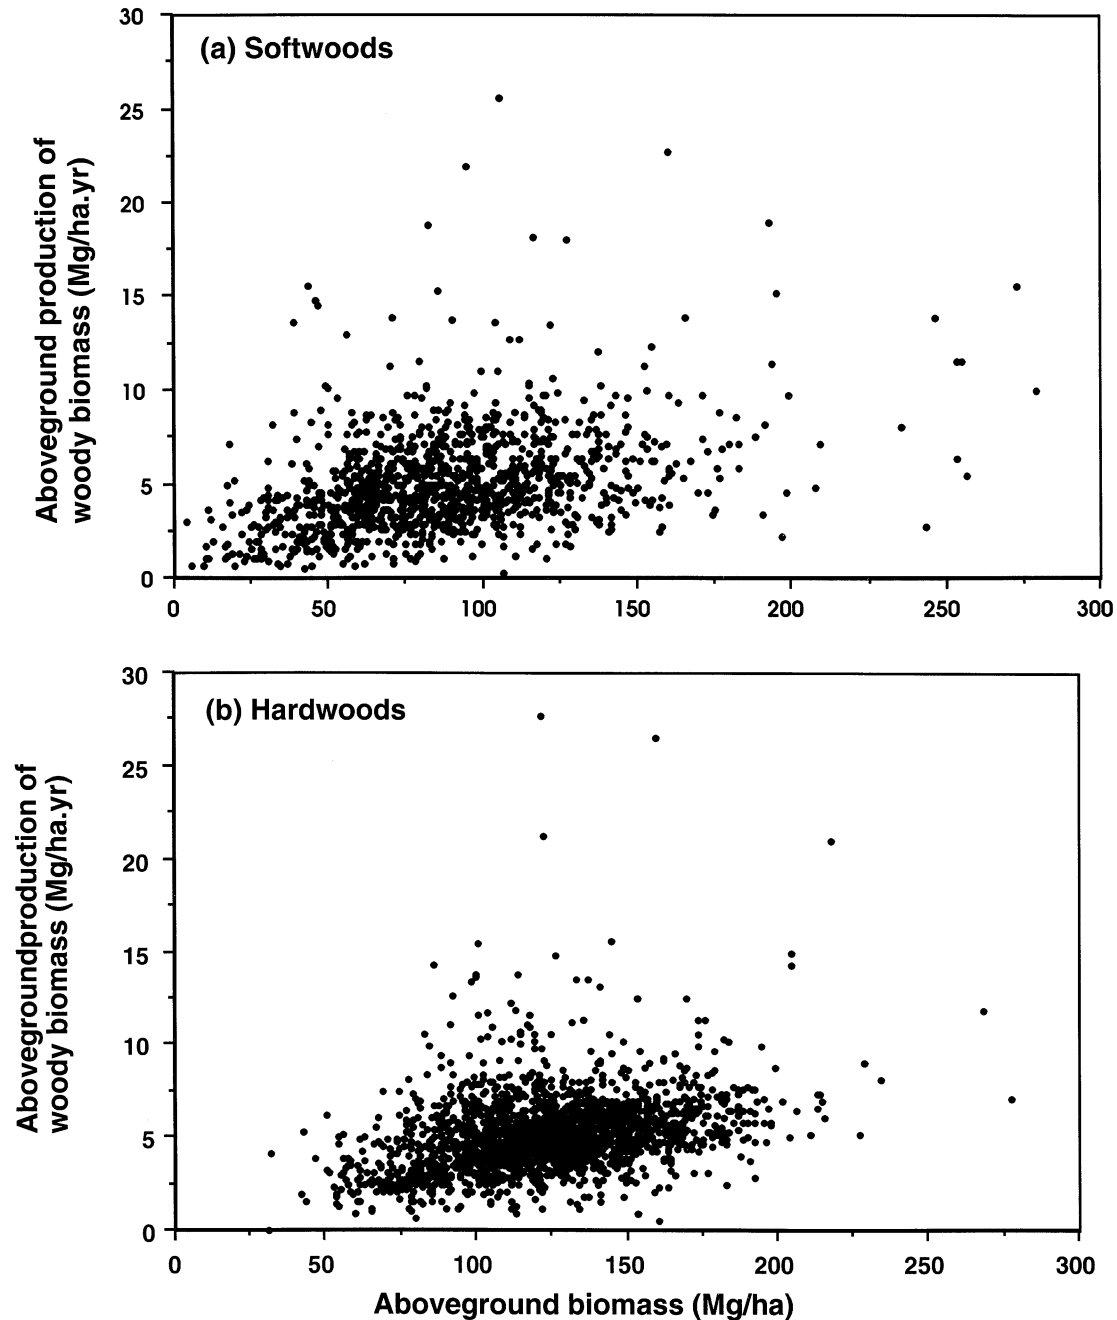 (a) Softwoods
Aboveground production of
woody biomass (Mg/ha.yr)
30
25
20
15
10
5
0
0 50 100 150 200 250 300
(b) Hardwoods
Abovegroundproduction of
woody biomass (Mg/ha.yr)
30
25
20
15
10
5
0
0 50 100 150 200 250 300
Aboveground biomass (Mg/ha)